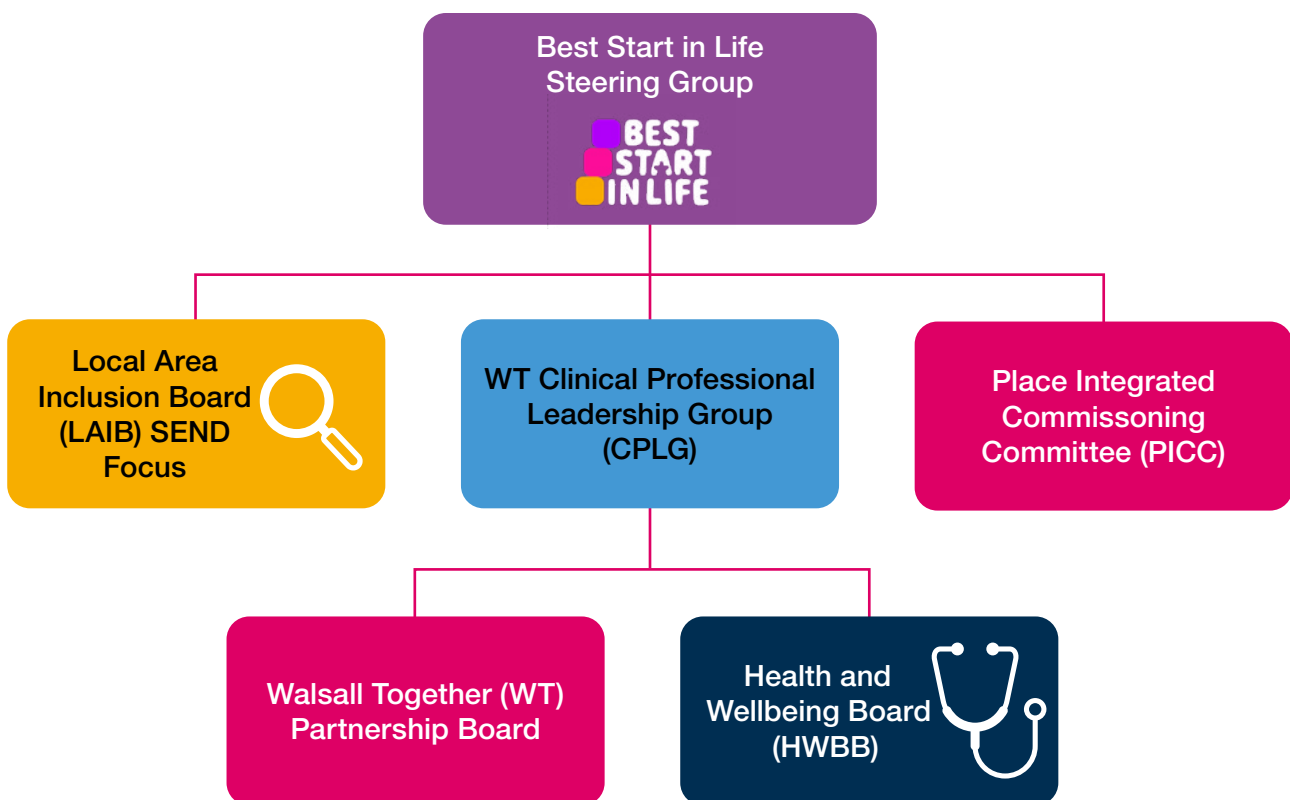 Best Start in Life
Steering Group
BEST
START
IN LIFE
Local Area
Inclusion Board
(LAIB) SEND
Focus
WT Clinical Professional
Leadership Group
(CPLG)
Place Integrated
Commissoning
Committee (PICC)
Walsall Together (WT)
Partnership Board
Health and
Wellbeing Board
(HWBB)